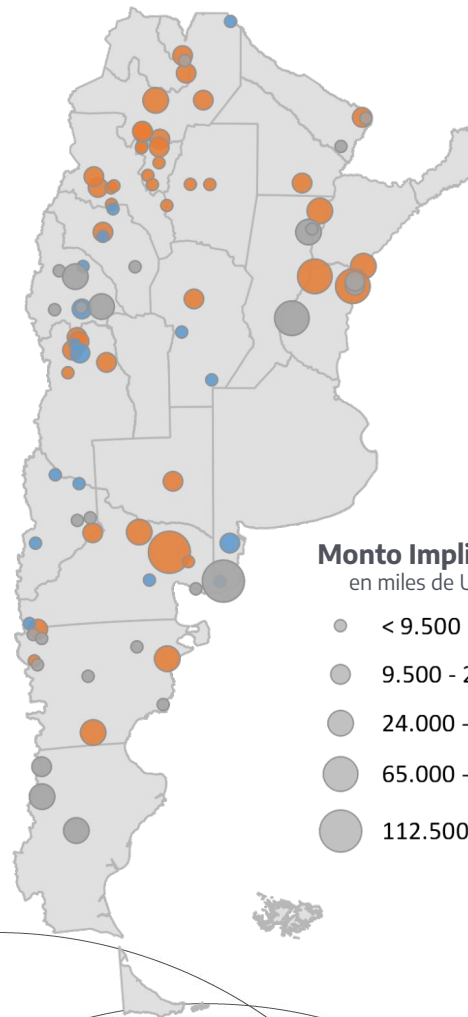 Monto Impli
en miles de U
< 9.500
9.500 - 2
24.000 -
65.000 -
112.500